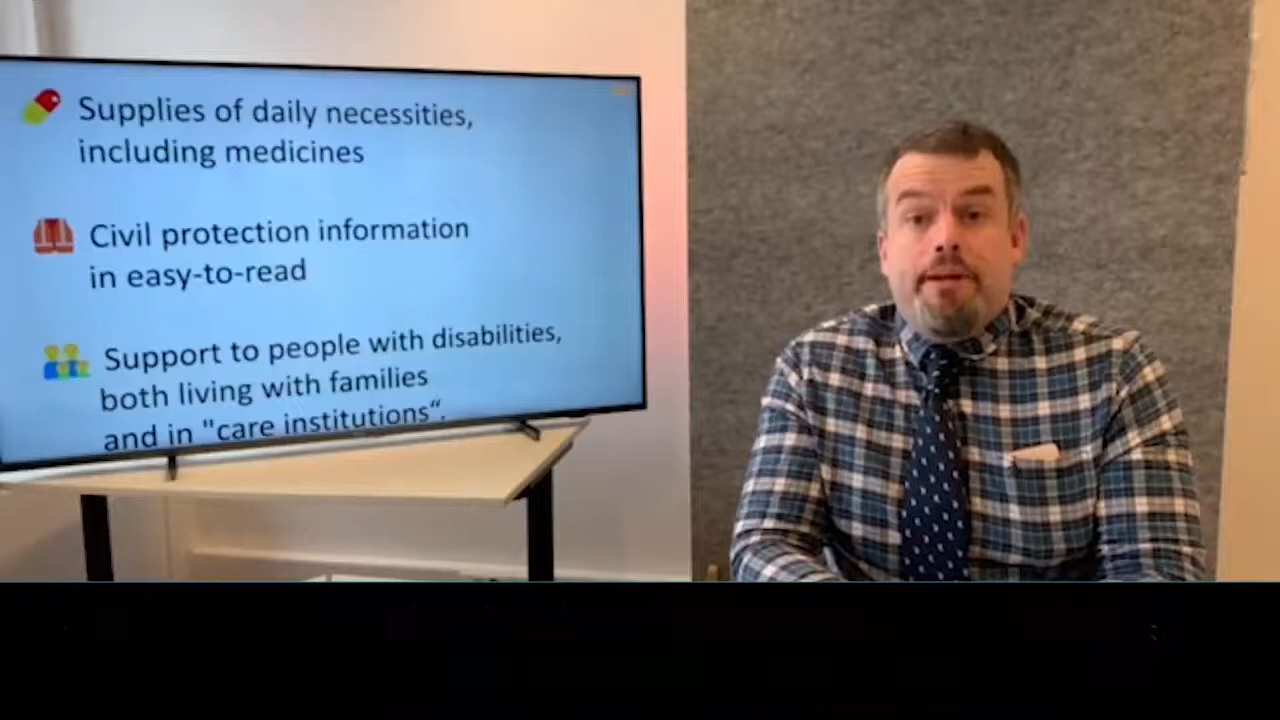 Supplies of daily necessities,
including medicines
Civil protection information
in easy-to-read
Support to people with disabilities,
both living with families
and in "care institutions“.